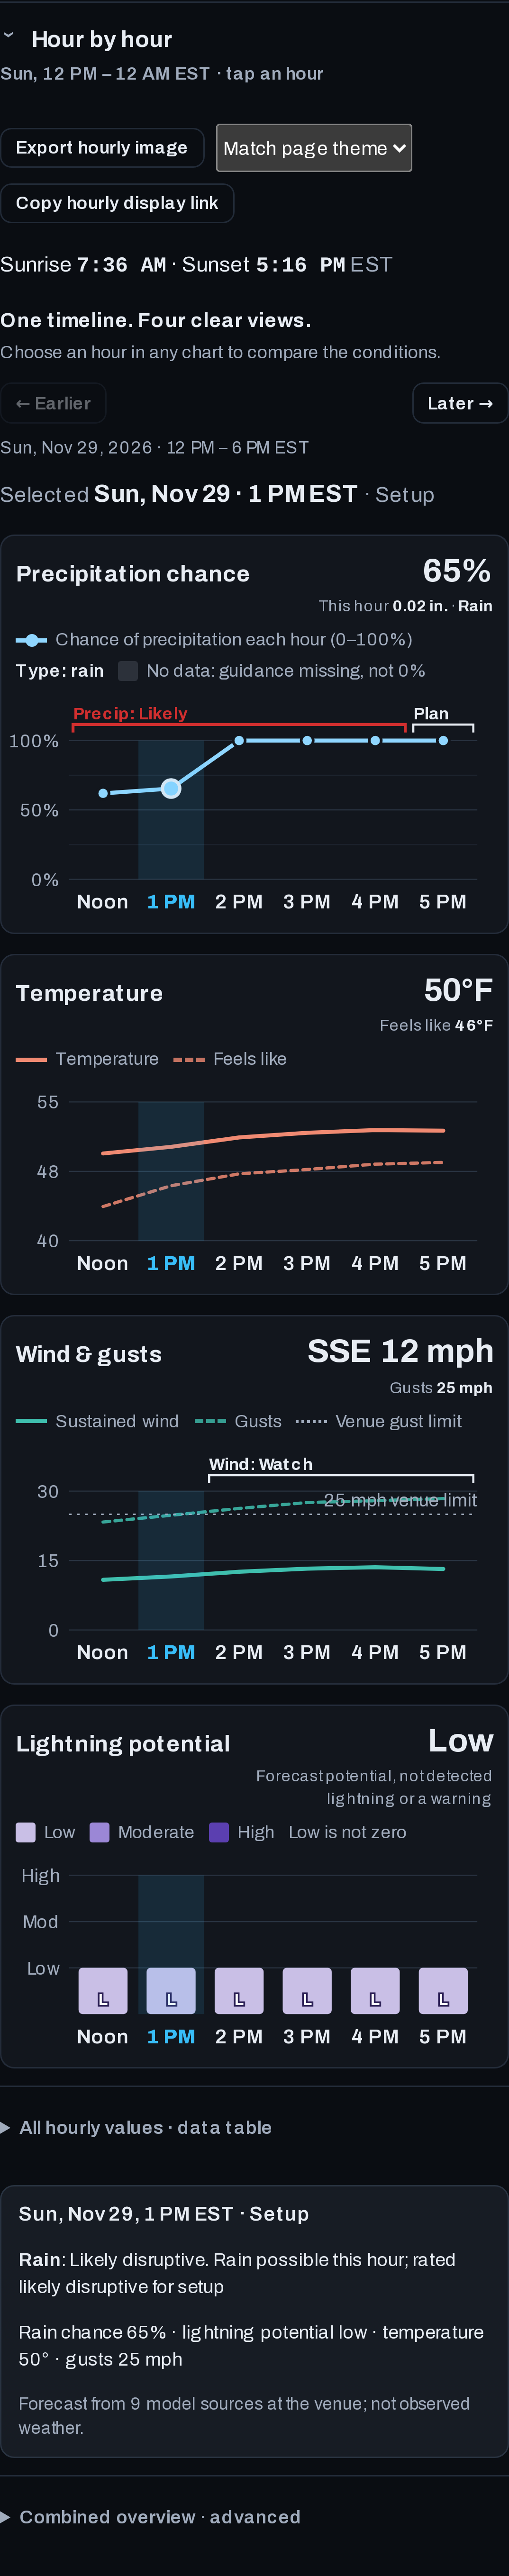 Hour by hour
Sun, 12 PM – 12 AM EST · tap an hour
Export hourly image
Match page theme
Copy hourly display link
Sunrise 7:36 AM · Sunset 5:16 PM EST
One timeline. Four clear views.
Choose an hour in any chart to compare the conditions.
← Earlier
Later →
Sun, Nov 29, 2026 · 12 PM – 6 PM EST
Selected Sun, Nov 29 · 1 PM EST · Setup
Precipitation chance
65%
This hour 0.02 in. · Rain
Chance of precipitation each hour (0–100%)
Type: rain No data: guidance missing, not 0%
Precip: Likely
Plan
100%
50%
0%
Noon 1 PM 2 PM 3 PM 4 PM 5 PM
Temperature
50°F
Feels like 46°F
Temperature Feels like
55
48
40
Noon 1 PM 2 PM 3 PM 4 PM 5 PM
Wind & gusts
SSE 12 mph
Gusts 25 mph
Sustained wind Gusts Venue gust limit
Wind: Watch
30
25 mph venue limit
15
0
Noon 1 PM 2 PM 3 PM 4 PM 5 PM
Lightning potential
Low
Forecast potential, not detected
lightning or a warning
Low Moderate High Low is not zero
High
Mod
Low
L L L L L L
Noon 1 PM 2 PM 3 PM 4 PM 5 PM
All hourly values · data table
Sun, Nov 29, 1 PM EST · Setup
Rain: Likely disruptive. Rain possible this hour; rated
likely disruptive for setup
Rain chance 65% · lightning potential low · temperature
50° · gusts 25 mph
Forecast from 9 model sources at the venue; not observed
weather.
Combined overview · advanced